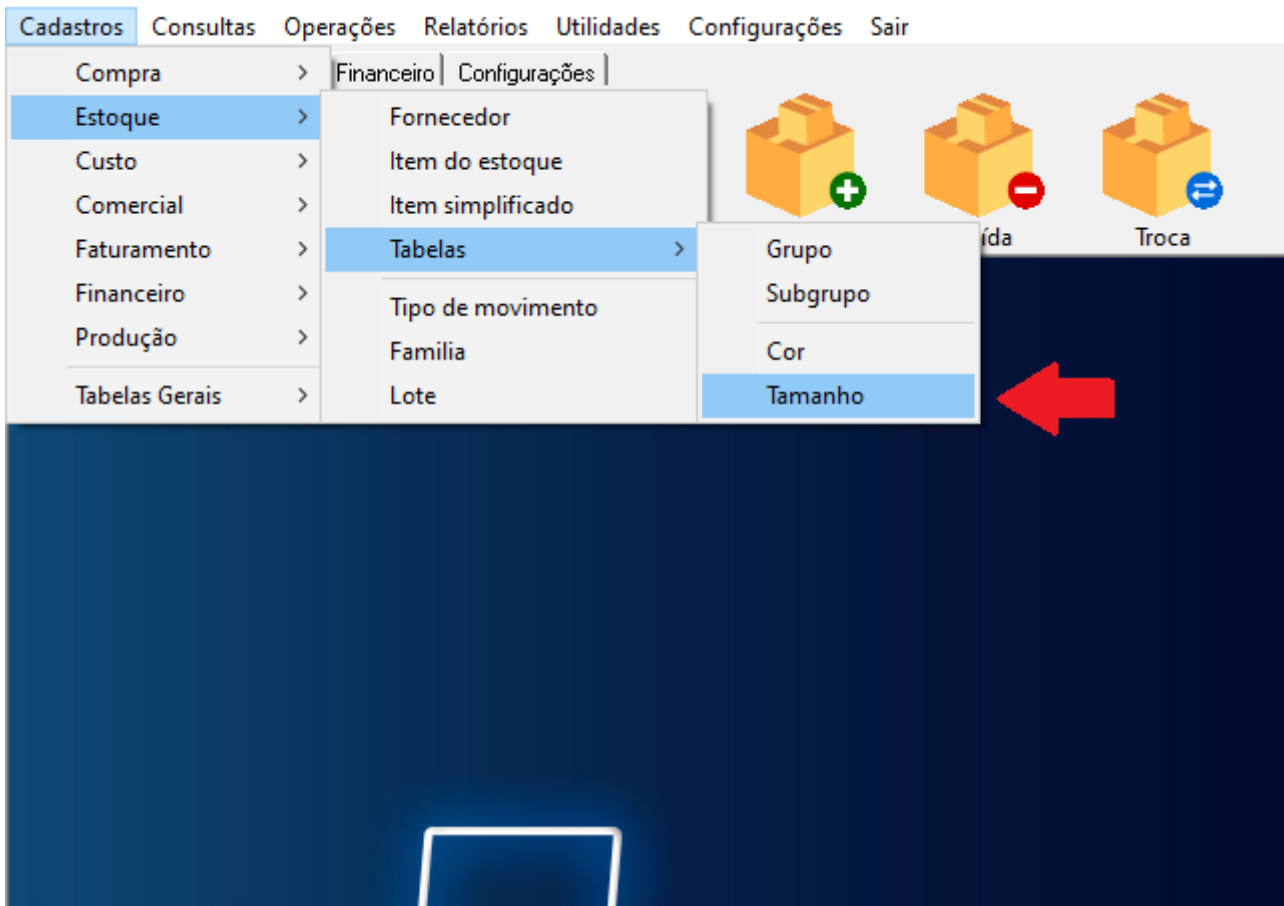 Cadastros Consultas Operações Relatórios Utilidades Configurações Sair
Financeiro Configurações
Compra
Estoque
Custo
Comercial
Faturamento
Financeiro
Produção
Tabelas Gerais
Fornecedor
Item do estoque
Item simplificado
Tabelas
Tipo de movimento
Familia
Lote
Grupo
Subgrupo
Cor
Tamanho
Troca